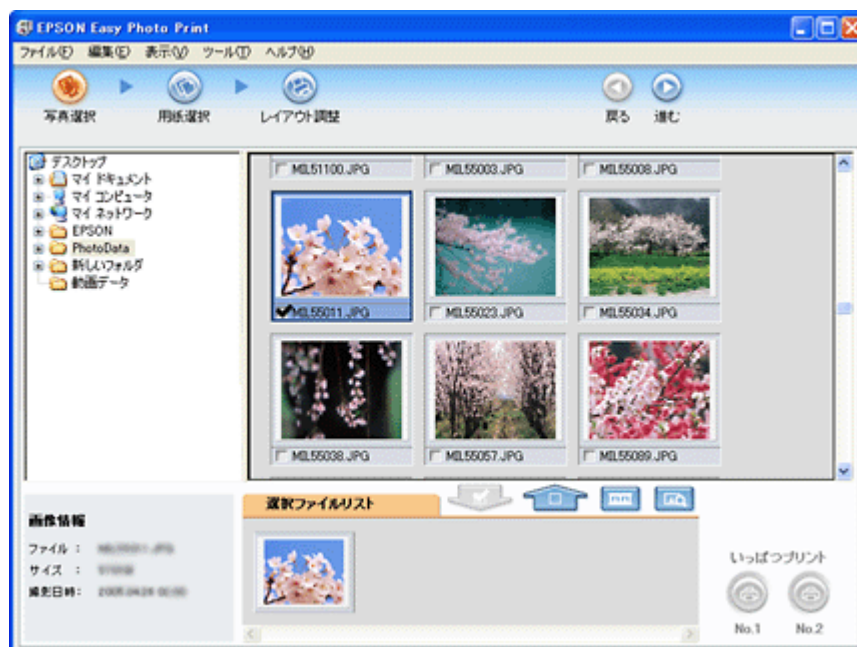 EPSON Easy Photo Print
ファイル(F) 編集(E) 表示(V) ツール(T) ヘルプ(H)
写真選択 用紙選択 レイアウト調整 戻る 進む
デスクトップ
マイ ドキュメント
マイ コンピュータ
マイ ネットワーク
EPSON
PhotoData
新しいフォルダ
動画データ
MIL51100.JPG MIL55003.JPG MIL55008.JPG
MIL55011.JPG MIL55023.JPG MIL55034.JPG
MIL55038.JPG MIL55057.JPG MIL55089.JPG
選択ファイルリスト
画像情報
ファイル :
サイズ :
撮影日時:
いっぱつプリント
No.1 No.2